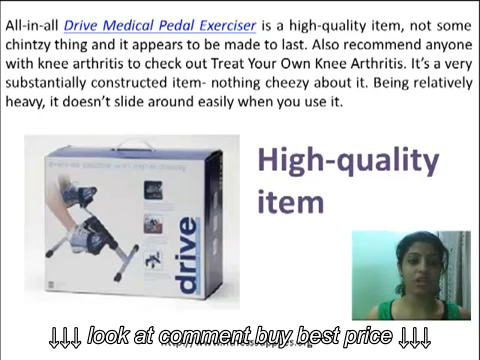 All-in-all Drive Medical Pedal Exerciser is a high-quality item, not some
chintzy thing and it appears to be made to last. Also recommend anyone
with knee arthritis to check out Treat Your Own Knee Arthritis. It's a very
substantially constructed item- nothing cheezy about it. Being relatively
heavy, it doesn't slide around easily when you use it.
High-quality
item
drive
↓↓↓ look at comment buy best price ↓↓↓